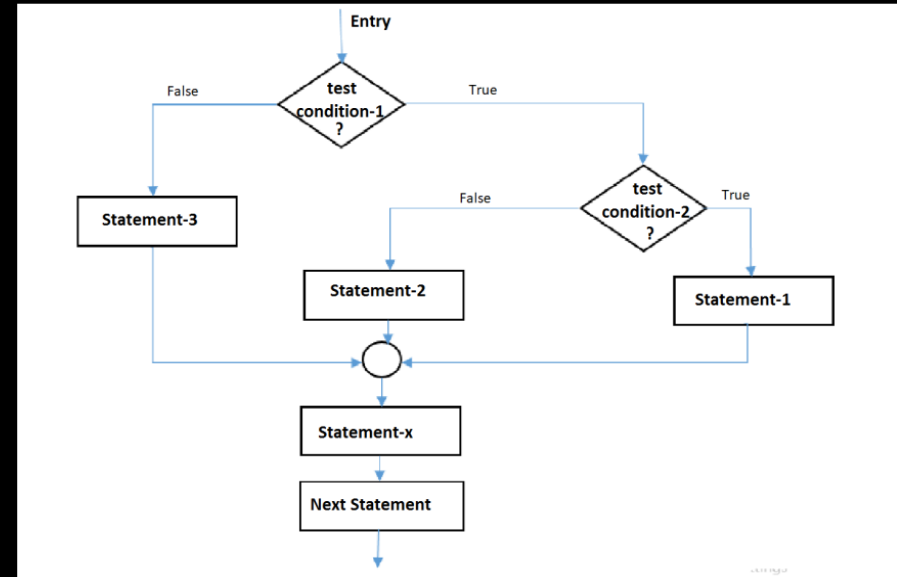 Entry
test
condition-1
?
False
True
test
condition-2
?
False
True
Statement-3
Statement-2
Statement-1
Statement-x
Next Statement